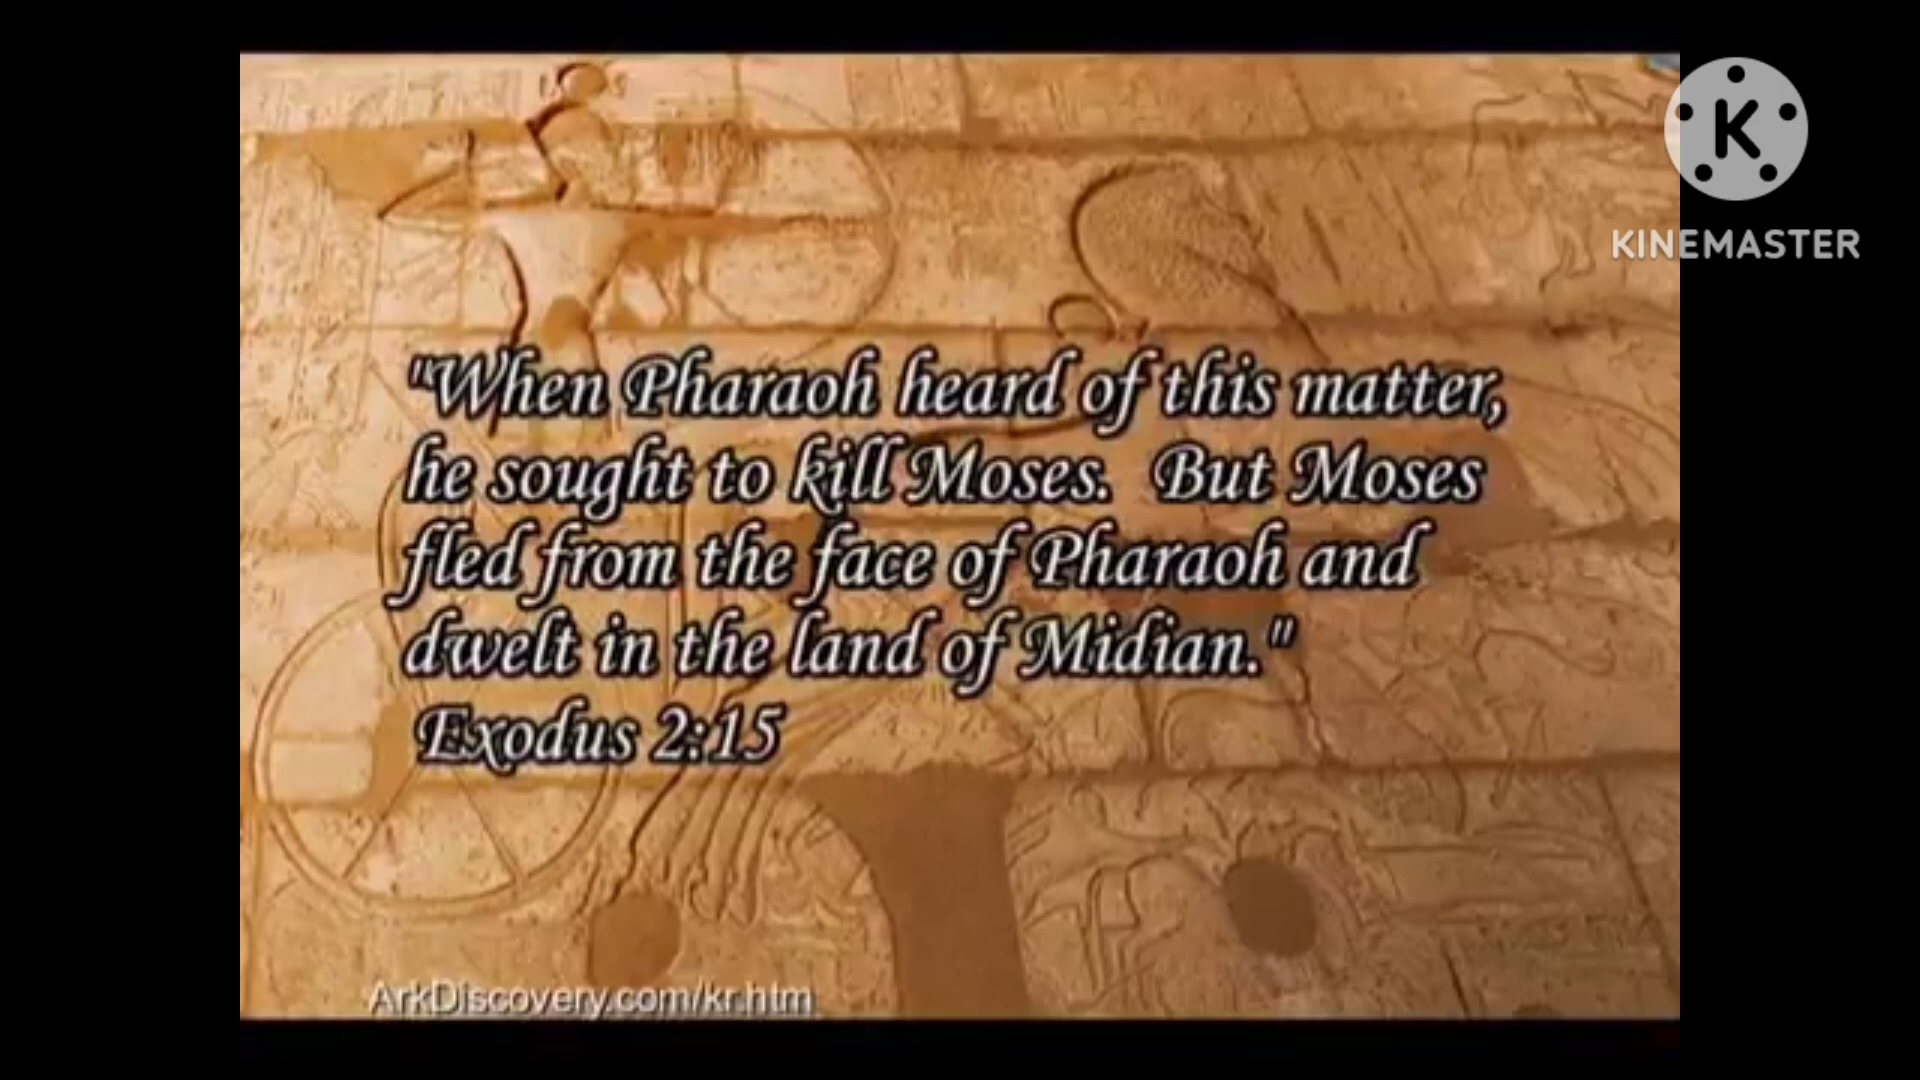 "When Pharaoh heard of this matter,
he sought to kill Moses.  But Moses
fled from the face of Pharaoh and
dwelt in the land of Midian."
Exodus 2:15
K
KINEMASTER
ArkDiscovery.com/kr.htm